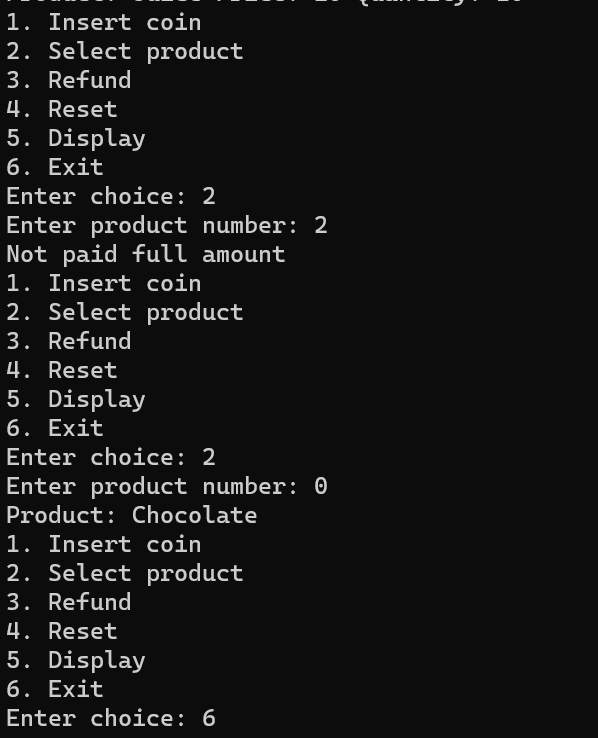 1. Insert coin
2. Select product
3. Refund
4. Reset
5. Display
6. Exit
Enter choice: 2
Enter product number: 2
Not paid full amount
1. Insert coin
2. Select product
3. Refund
4. Reset
5. Display
6. Exit
Enter choice: 2
Enter product number: 0
Product: Chocolate
1. Insert coin
2. Select product
3. Refund
4. Reset
5. Display
6. Exit
Enter choice: 6